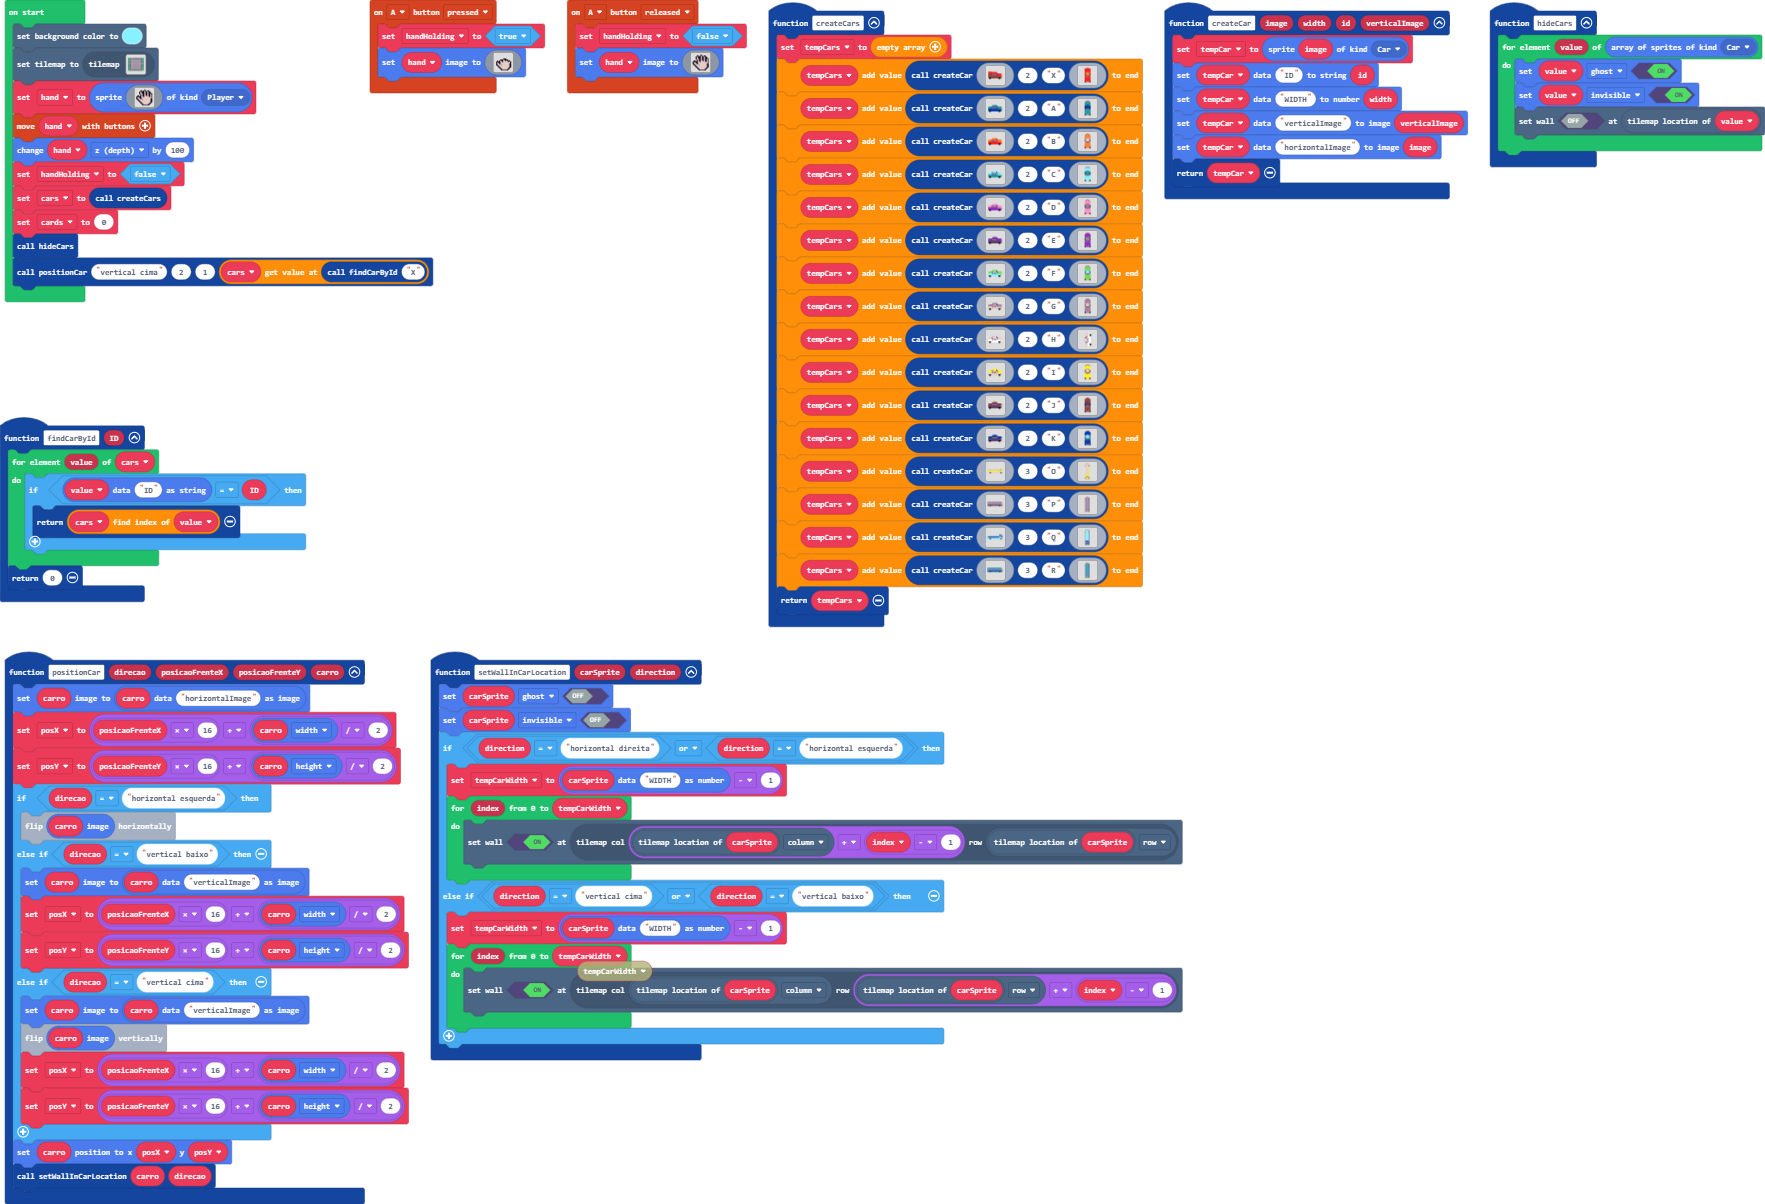 on start
set background color to
set tilemap to tilemap
set hand to sprite of kind Player
move hand with buttons
change hand z (depth) by 100
set handHolding to false
set cars to call createCars
set cards to 0
call hideCars
call positionCar "vertical cima" 2 1 cars get value at call findCarById "X"
on A button pressed
set handHolding to true
set hand image to
on A button released
set handHolding to false
set hand image to
function createCars
set tempCars to empty array
tempCars add value call createCar 2 "X" to end
tempCars add value call createCar 2 "A" to end
tempCars add value call createCar 2 "B" to end
tempCars add value call createCar 2 "C" to end
tempCars add value call createCar 2 "D" to end
tempCars add value call createCar 2 "E" to end
tempCars add value call createCar 2 "F" to end
tempCars add value call createCar 2 "G" to end
tempCars add value call createCar 2 "H" to end
tempCars add value call createCar 2 "I" to end
tempCars add value call createCar 2 "J" to end
tempCars add value call createCar 2 "K" to end
tempCars add value call createCar 3 "O" to end
tempCars add value call createCar 3 "P" to end
tempCars add value call createCar 3 "Q" to end
tempCars add value call createCar 3 "R" to end
return tempCars
function createCar image width id verticalImage
set tempCar to sprite image of kind Car
set tempCar data "ID" to string id
set tempCar data "WIDTH" to number width
set tempCar data "verticalImage" to image verticalImage
set tempCar data "horizontalImage" to image image
return tempCar
function hideCars
for element value of array of sprites of kind Car
do
set value ghost ON
set value invisible ON
set wall OFF at tilemap location of value
function findCarById ID
for element value of cars
do
if value data "ID" as string = ID then
return cars find index of value
return 0
function positionCar direcao posicaoFrenteX posicaoFrenteY carro
set carro image to carro data "horizontalImage" as image
set posX to posicaoFrenteX × 16 + carro width / 2
set posY to posicaoFrenteY × 16 + carro height / 2
if direcao = "horizontal esquerda" then
flip carro image horizontally
else if direcao = "vertical baixo" then
set carro image to carro data "verticalImage" as image
set posX to posicaoFrenteX × 16 + carro width / 2
set posY to posicaoFrenteY × 16 + carro height / 2
else if direcao = "vertical cima" then
set carro image to carro data "verticalImage" as image
flip carro image vertically
set posX to posicaoFrenteX × 16 + carro width / 2
set posY to posicaoFrenteY × 16 + carro height / 2
set carro position to x posX y posY
call setWallInCarLocation carro direcao
function setWallInCarLocation carSprite direction
set carSprite ghost OFF
set carSprite invisible OFF
if direction = "horizontal direita" or direction = "horizontal esquerda" then
set tempCarWidth to carSprite data "WIDTH" as number - 1
for index from 0 to tempCarWidth
do
set wall ON at tilemap col tilemap location of carSprite column + index - 1 row tilemap location of carSprite row
else if direction = "vertical cima" or direction = "vertical baixo" then
set tempCarWidth to carSprite data "WIDTH" as number - 1
for index from 0 to tempCarWidth
tempCarWidth
do
set wall ON at tilemap col tilemap location of carSprite column row tilemap location of carSprite row + index - 1